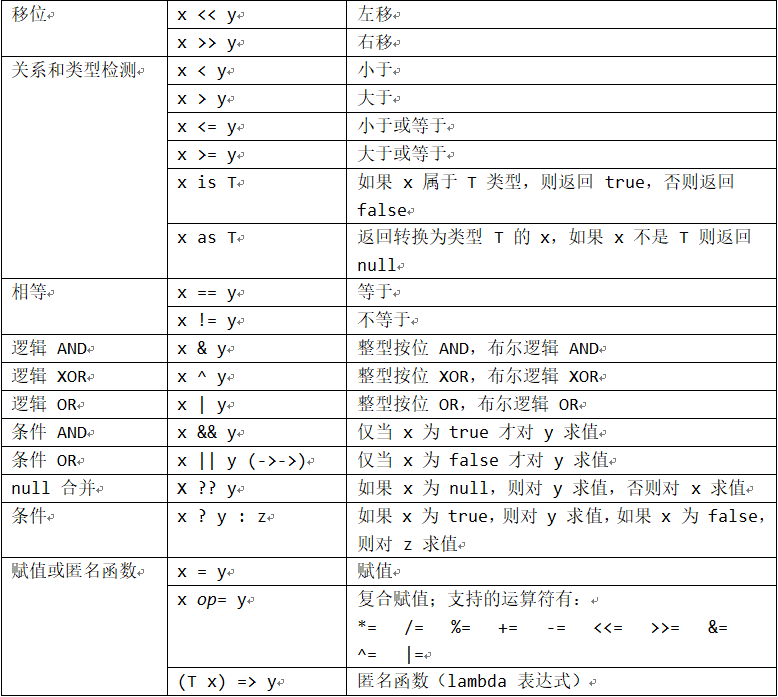 移位 x << y 左移
x >> y 右移
关系和类型检测 x < y 小于
x > y 大于
x <= y 小于或等于
x >= y 大于或等于
x is T 如果 x 属于 T 类型，则返回 true，否则返回
false
x as T 返回转换为类型 T 的 x，如果 x 不是 T 则返回
null
相等 x == y 等于
x != y 不等于
逻辑 AND x & y 整型按位 AND，布尔逻辑 AND
逻辑 XOR x ^ y 整型按位 XOR，布尔逻辑 XOR
逻辑 OR x | y 整型按位 OR，布尔逻辑 OR
条件 AND x && y 仅当 x 为 true 才对 y 求值
条件 OR x || y (->->) 仅当 x 为 false 才对 y 求值
null 合并 X ?? y 如果 x 为 null，则对 y 求值，否则对 x 求值
条件 x ? y : z 如果 x 为 true，则对 y 求值，如果 x 为 false，
则对 z 求值
赋值或匿名函数 x = y 赋值
x op= y 复合赋值；支持的运算符有：
*= /= %= += -= <<= >>= &=
^= |=
(T x) => y 匿名函数（lambda 表达式）